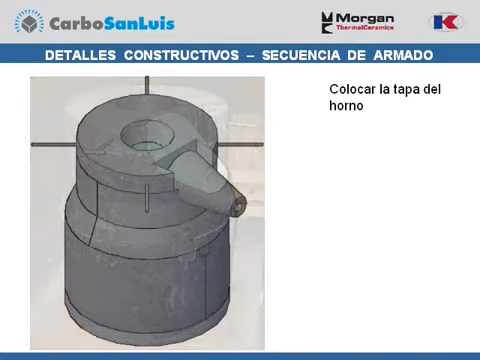 CarboSanLuis
Morgan
ThermalCeramics
K
DETALLES CONSTRUCTIVOS – SECUENCIA DE ARMADO
Colocar la tapa del
horno